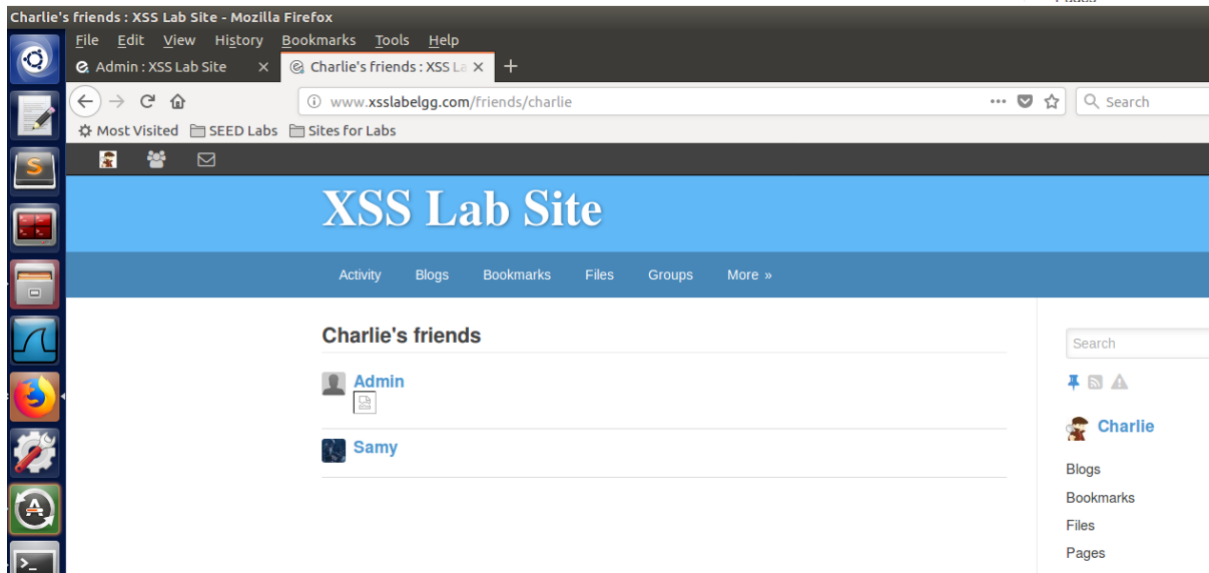 Charlie's friends : XSS Lab Site - Mozilla Firefox
File Edit View History Bookmarks Tools Help
Admin : XSS Lab Site × Charlie's friends : XSS La × +
www.xsslabelgg.com/friends/charlie ••• Search
Most Visited SEED Labs Sites for Labs
XSS Lab Site
Activity Blogs Bookmarks Files Groups More »
Charlie's friends
Search
Admin
Charlie
Samy
Blogs
Bookmarks
Files
Pages